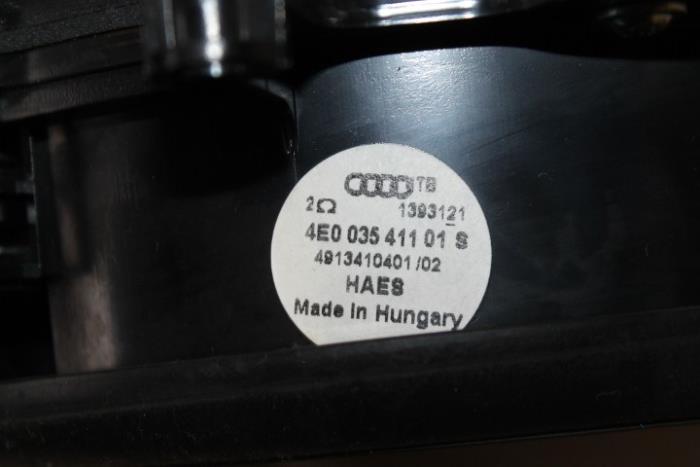 TB
2Ω 1393121
4E0 035 411 01 S
4913410401/02
HAES
Made in Hungary